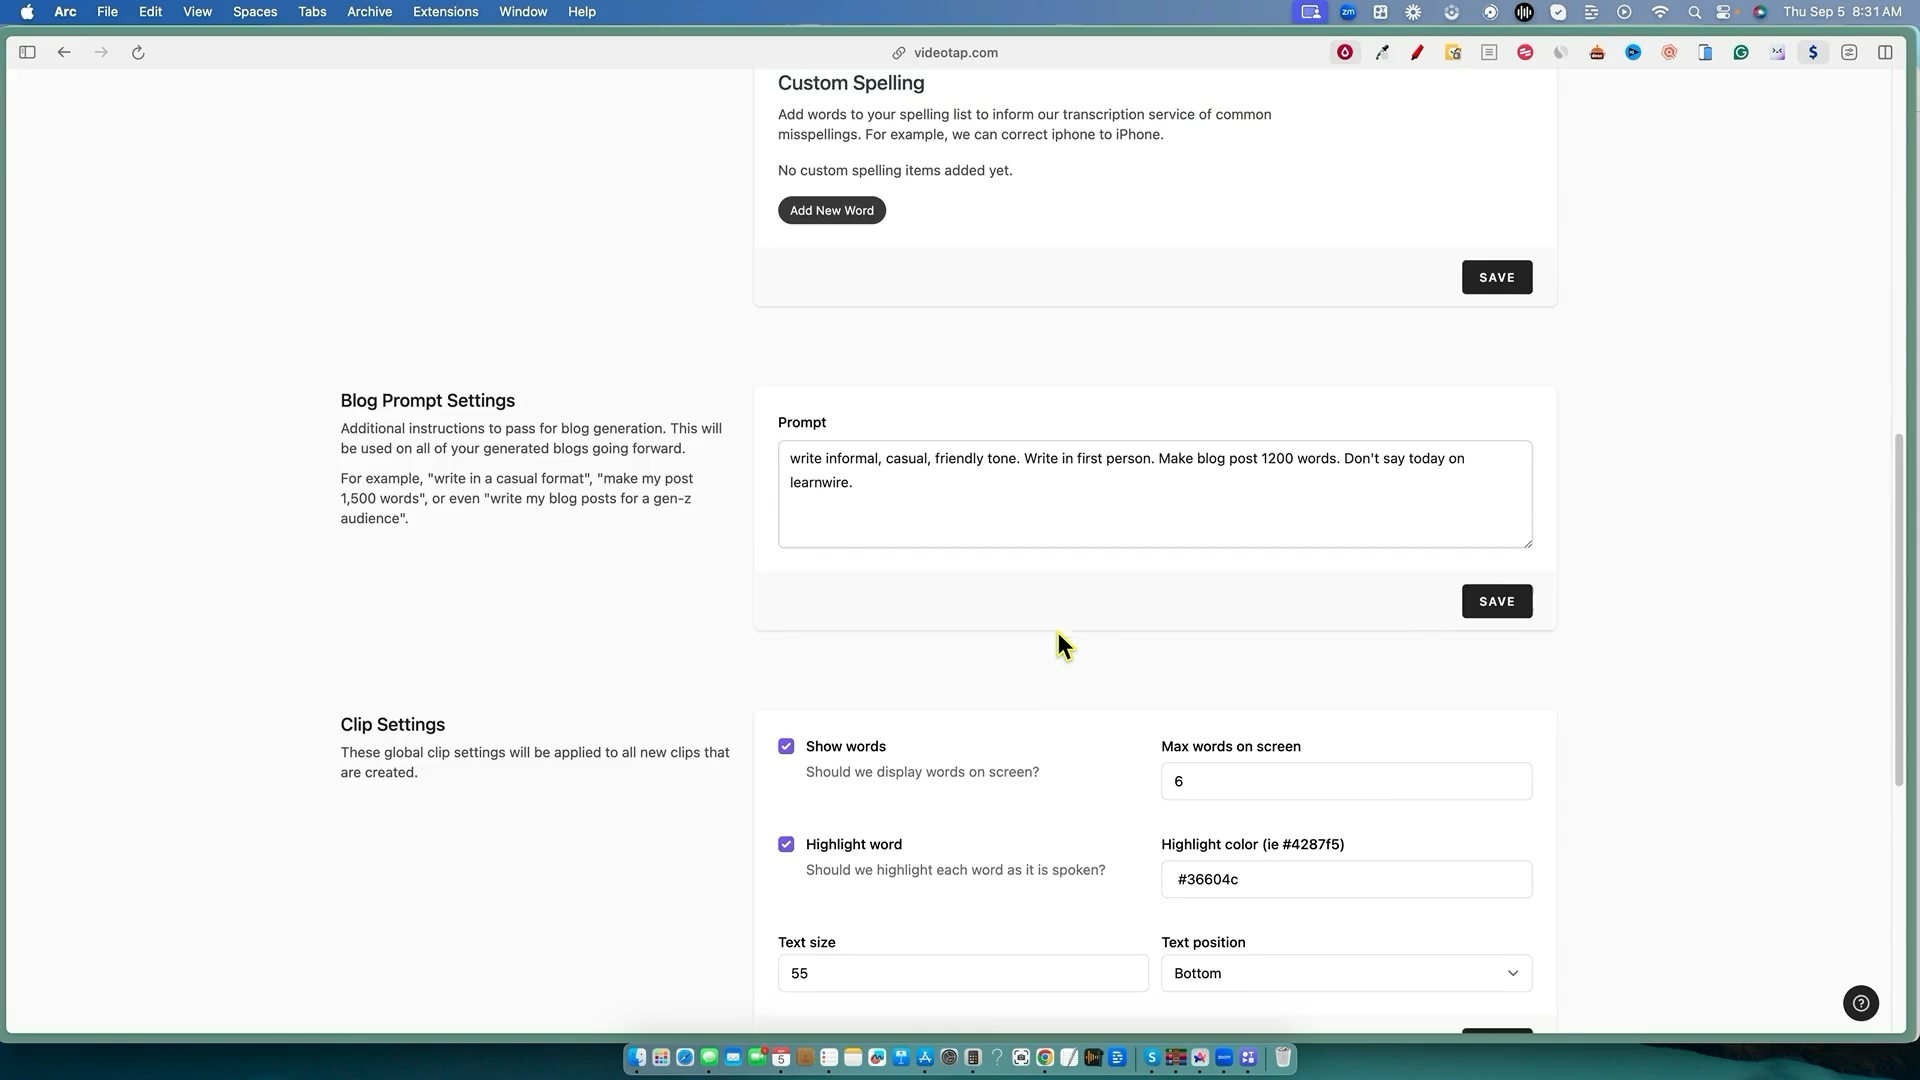 Arc File Edit View Spaces Tabs Archive Extensions Window Help
zm
Thu Sep 5 8:31 AM
videotap.com
Custom Spelling
Add words to your spelling list to inform our transcription service of common
misspellings. For example, we can correct iphone to iPhone.
No custom spelling items added yet.
Add New Word
SAVE
Blog Prompt Settings
Additional instructions to pass for blog generation. This will
be used on all of your generated blogs going forward.
For example, "write in a casual format", "make my post
1,500 words", or even "write my blog posts for a gen-z
audience".
Prompt
write informal, casual, friendly tone. Write in first person. Make blog post 1200 words. Don't say today on
learnwire.
SAVE
Clip Settings
These global clip settings will be applied to all new clips that
are created.
Show words
Should we display words on screen?
Max words on screen
6
Highlight word
Should we highlight each word as it is spoken?
Highlight color (ie #4287f5)
#36604c
Text size
55
Text position
Bottom